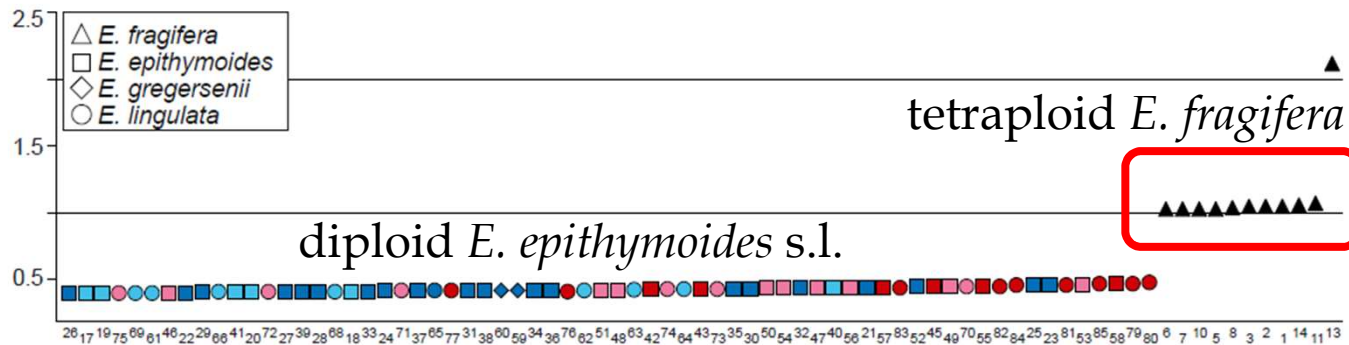 2.5
△ E. fragifera
□ E. epithymoides
◇ E. gregersenii
○ E. lingulata
tetraploid E. fragifera
1.5
diploid E. epithymoides s.l.
0.5
26 17 19 75 69 61 46 22 29 66 41 20 72 27 39 28 68 18 33 24 71 37 65 77 31 38 60 59 34 36 76 62 51 48 63 42 74 64 43 73 35 30 50 54 32 47 40 56 21 57 83 52 45 49 70 55 82 84 25 23 81 53 85 58 79 80 6 7 10 5 8 3 2 1 14 11 13